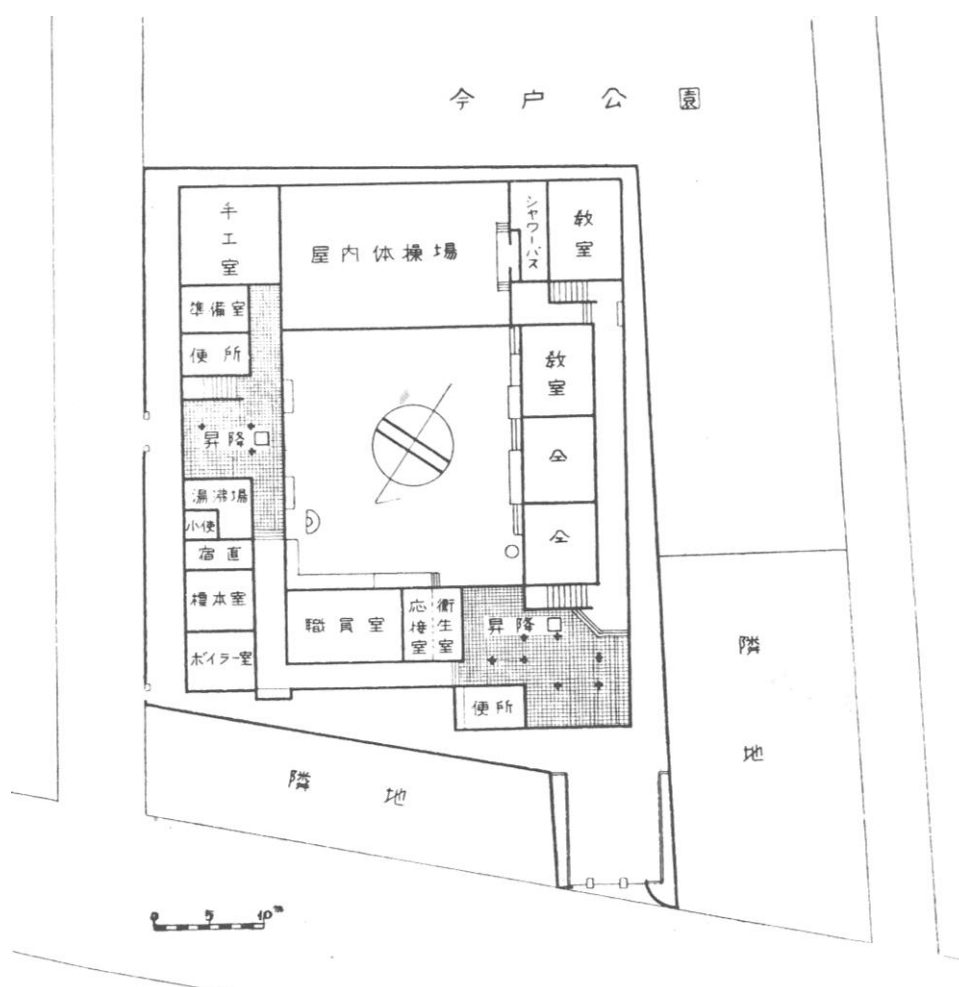 今戸公園
手工室
屋内体操場
シャワーバス
教室
準備室
便所
教室
昇降
仝
湯沸場
小便
仝
宿直
標本室
職員室
応接室
衛生室
昇降
ボイラー室
便所
隣地
隣地
0 5 10m